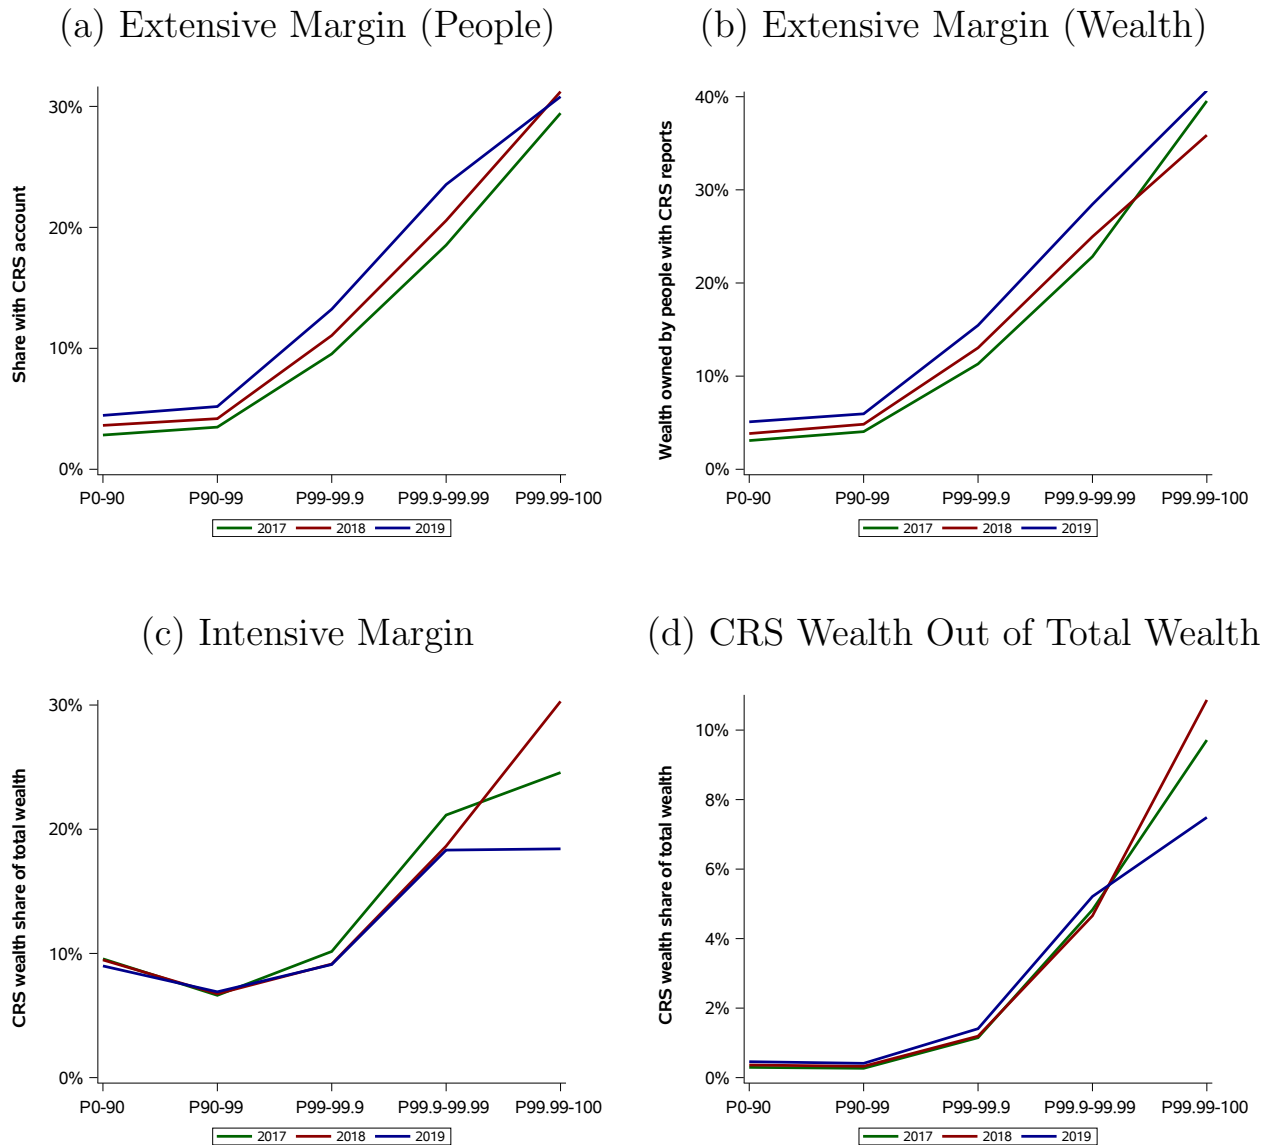 (a) Extensive Margin (People)
Share with CRS account
30%
20%
10%
0%
P0-90 P90-99 P99-99.9 P99.9-99.99 P99.99-100
2017 2018 2019
(b) Extensive Margin (Wealth)
Wealth owned by people with CRS reports
40%
30%
20%
10%
0%
P0-90 P90-99 P99-99.9 P99.9-99.99 P99.99-100
2017 2018 2019
(c) Intensive Margin
CRS wealth share of total wealth
30%
20%
10%
0%
P0-90 P90-99 P99-99.9 P99.9-99.99 P99.99-100
2017 2018 2019
(d) CRS Wealth Out of Total Wealth
CRS wealth share of total wealth
10%
8%
6%
4%
2%
0%
P0-90 P90-99 P99-99.9 P99.9-99.99 P99.99-100
2017 2018 2019